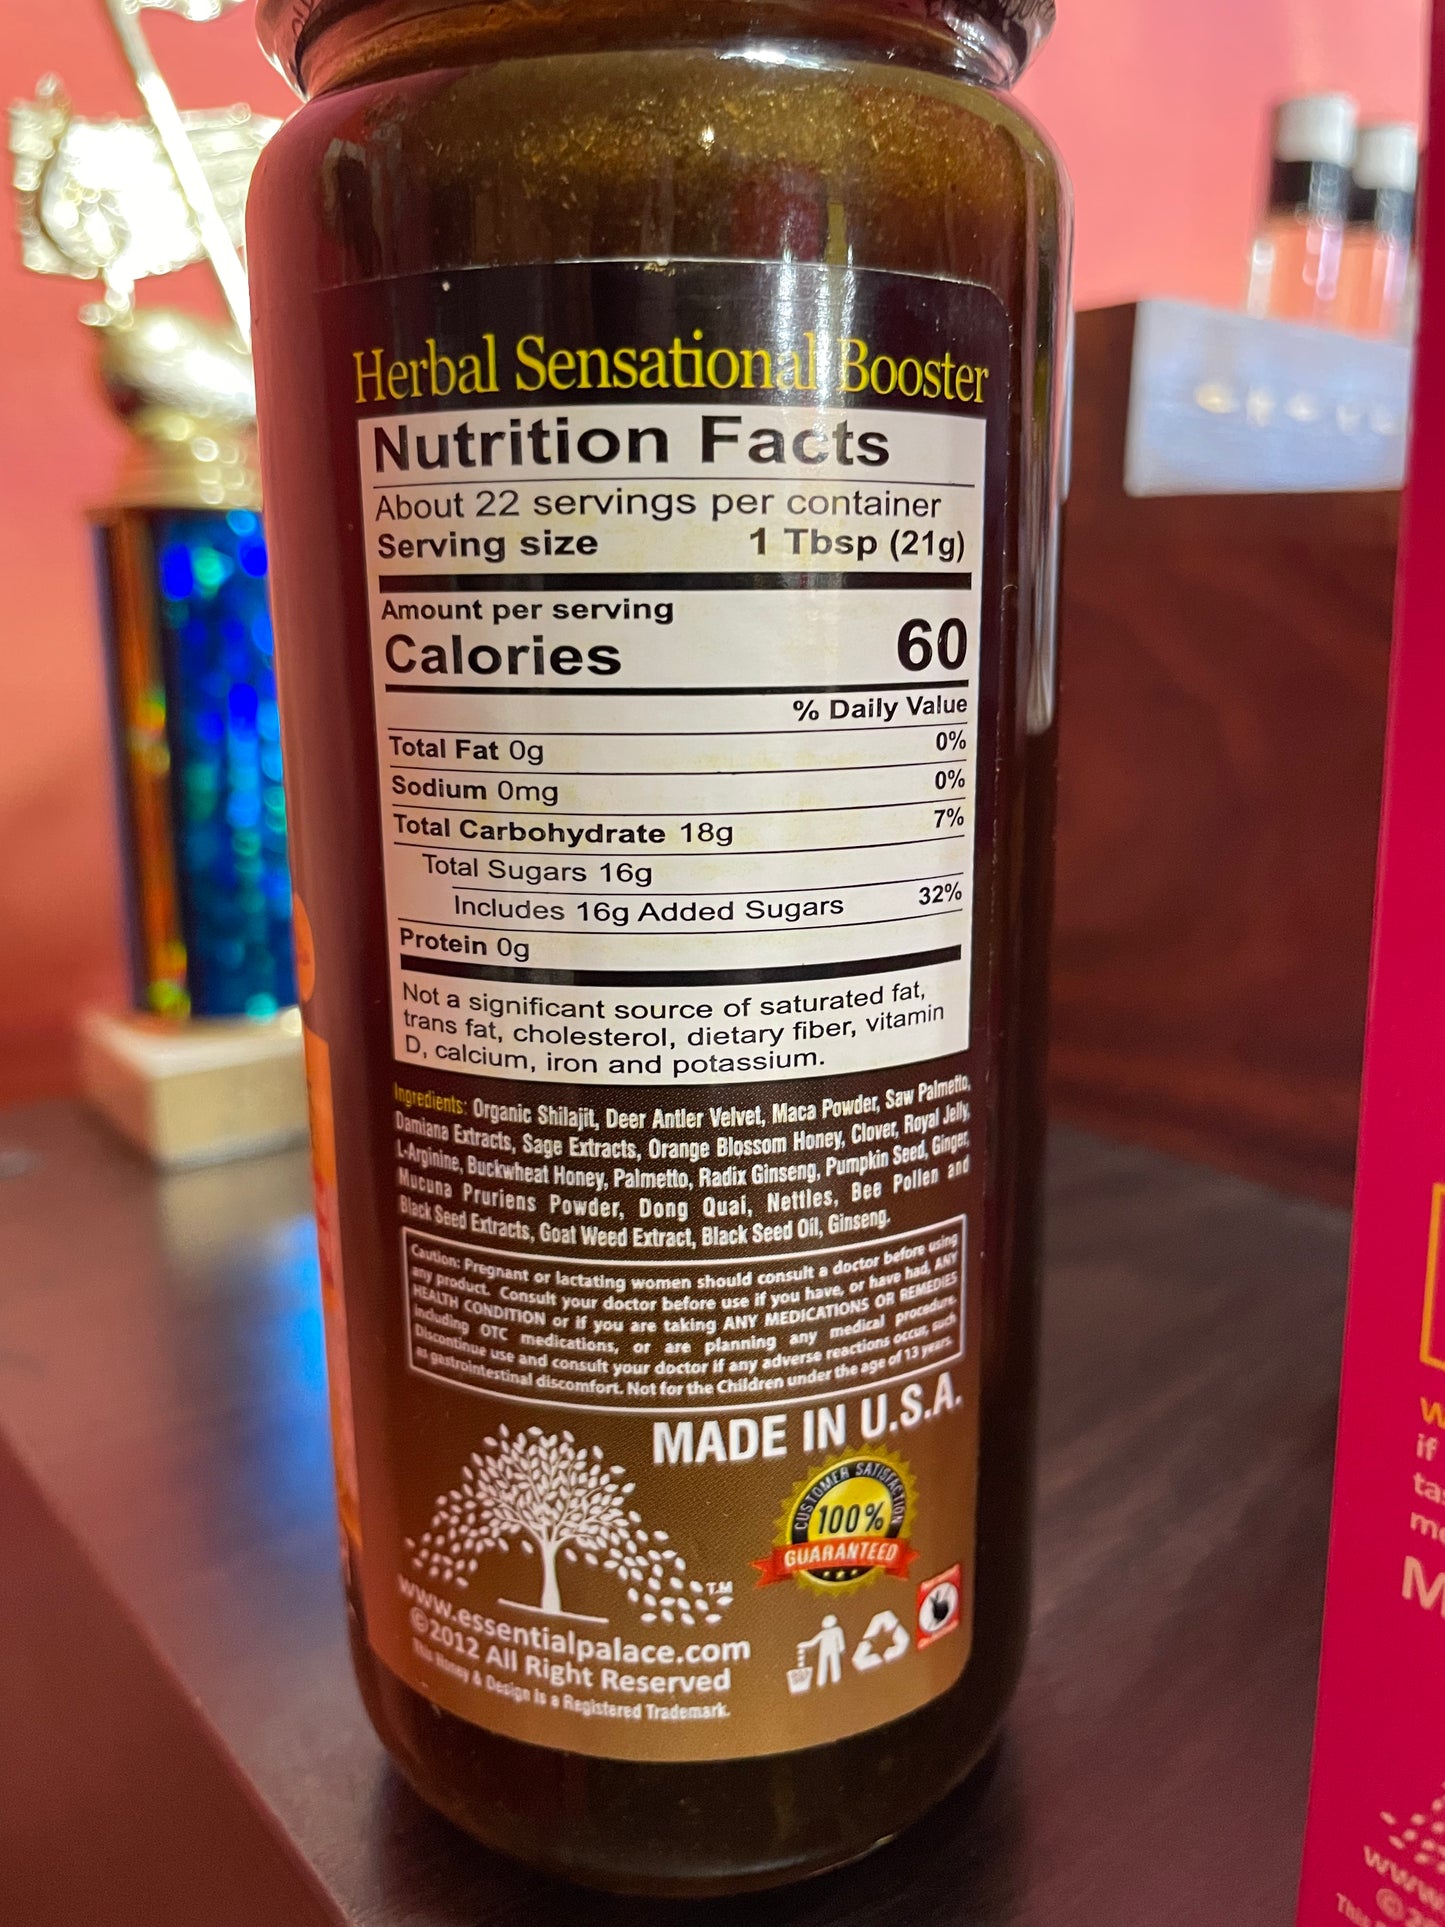 Herbal Sensational Booster
Nutrition Facts
About 22 servings per container
Serving size 1 Tbsp (21g)
Amount per serving
Calories 60
% Daily Value
Total Fat 0g 0%
Sodium 0mg 0%
Total Carbohydrate 18g 7%
Total Sugars 16g
Includes 16g Added Sugars 32%
Protein 0g
Not a significant source of saturated fat,
trans fat, cholesterol, dietary fiber, vitamin
D, calcium, iron and potassium.
Ingredients: Organic Shilajit, Deer Antler Velvet, Maca Powder, Saw Palmetto,
Damiana Extracts, Sage Extracts, Orange Blossom Honey, Clover, Royal Jelly,
L-Arginine, Buckwheat Honey, Palmetto, Radix Ginseng, Pumpkin Seed, Ginger,
Mucuna Pruriens Powder, Dong Quai, Nettles, Bee Pollen and
Black Seed Extracts, Goat Weed Extract, Black Seed Oil, Ginseng.
Caution: Pregnant or lactating women should consult a doctor before using
any product. Consult your doctor before use if you have, or have had, ANY
HEALTH CONDITION or if you are taking ANY MEDICATIONS OR REMEDIES
including OTC medications, or are planning any medical procedure.
Discontinue use and consult your doctor if any adverse reactions occur, such
as gastrointestinal discomfort. Not for the Children under the age of 13 years.
MADE IN U.S.A.
CUSTOMER SATISFACTION
100%
GUARANTEED
T.M
www.essentialpalace.com
©2012 All Right Reserved
This Honey & Design Is a Registered Trademark.
if
M
www